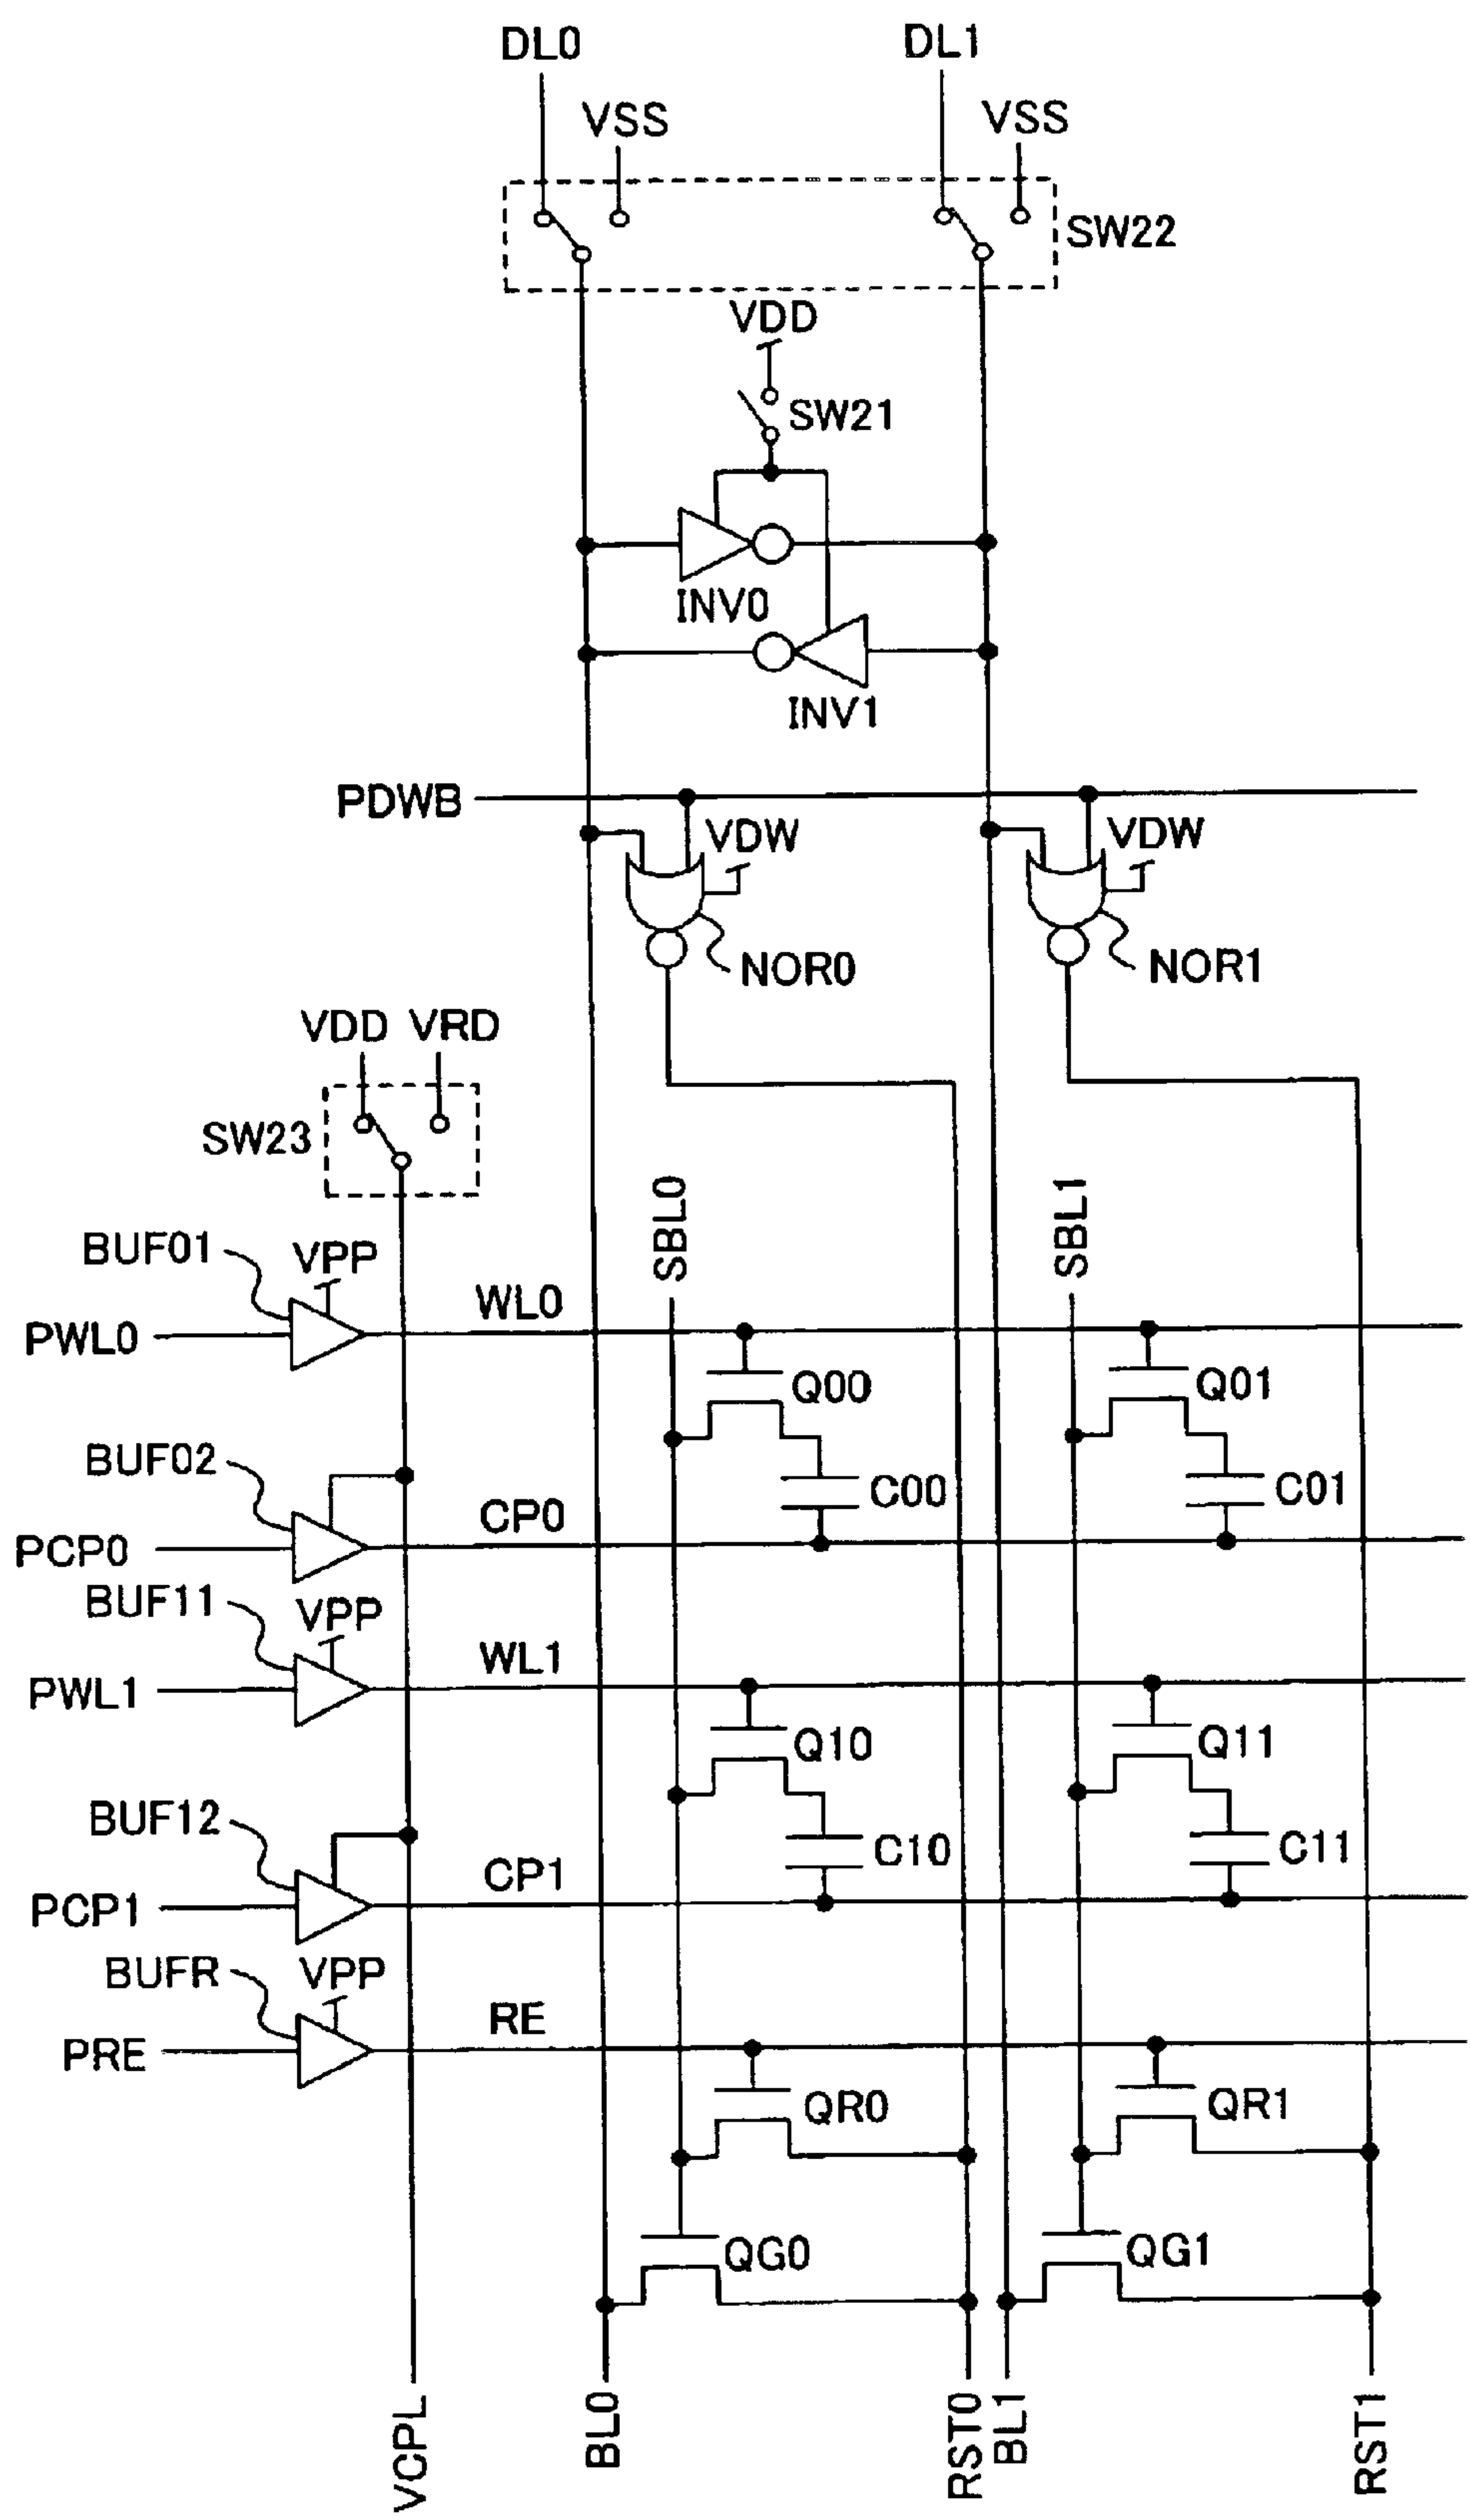 DL0
DL1
VSS
VSS
SW22
VDD
SW21
INV0
INV1
PDWB
VDW
VDW
NOR0
NOR1
VDD VRD
SW23
SBL0
SBL1
BUF01
VPP
WL0
PWL0
Q00
Q01
BUF02
C00
C01
CP0
PCP0
BUF11
VPP
WL1
PWL1
Q10
Q11
BUF12
C10
C11
CP1
PCP1
BUFR
VPP
RE
PRE
QR0
QR1
QG0
QG1
VCPL
BL0
RST0
BL1
RST1